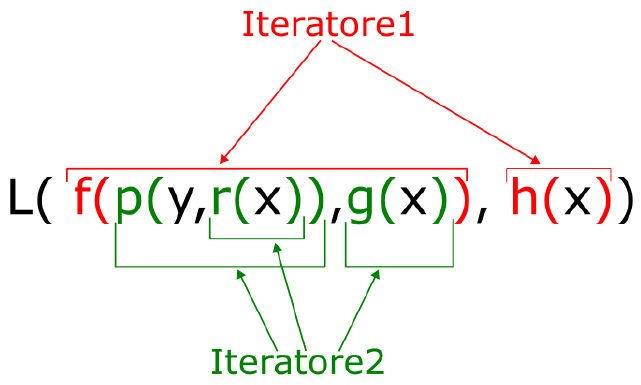 Iteratore1
L( f(p(y,r(x)),g(x)), h(x))
Iteratore2